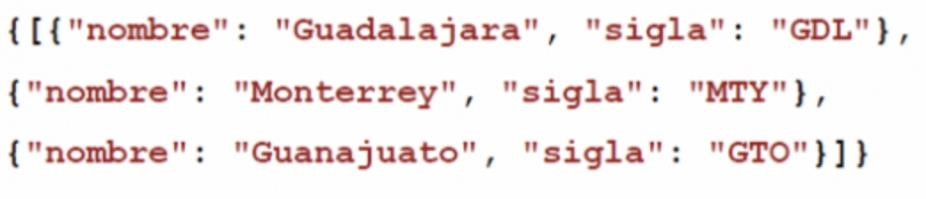 {[{"nombre": "Guadalajara", "sigla": "GDL"},
{"nombre": "Monterrey", "sigla": "MTY"},
{"nombre": "Guanajuato", "sigla": "GTO"}]}